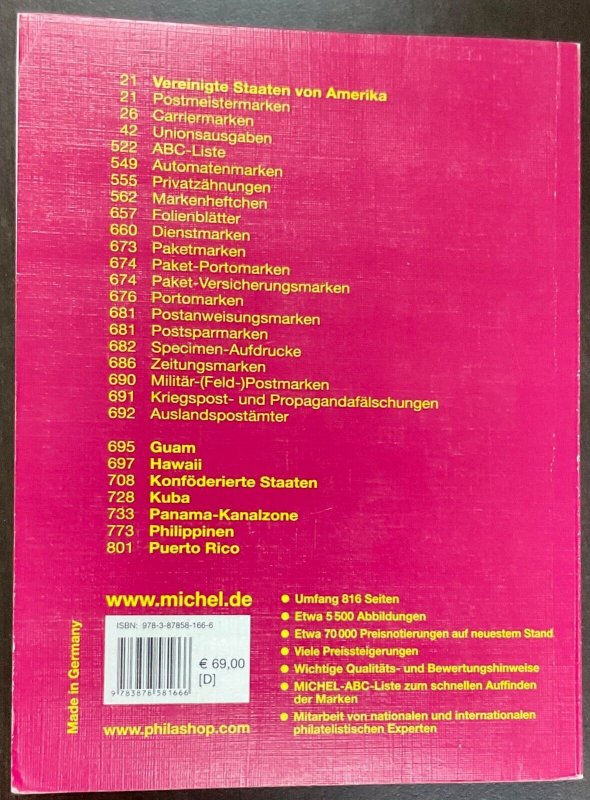 21 Vereinigte Staaten von Amerika
21 Postmeistermarken
26 Carriermarken
42 Unionsausgaben
522 ABC-Liste
549 Automatenmarken
555 Privatzähnungen
562 Markenheftchen
657 Folienblätter
660 Dienstmarken
673 Paketmarken
674 Paket-Portomarken
674 Paket-Versicherungsmarken
676 Portomarken
681 Postanweisungsmarken
681 Postsparmarken
682 Specimen-Aufdrucke
686 Zeitungsmarken
690 Militär-(Feld-)Postmarken
691 Kriegspost- und Propagandafälschungen
692 Auslandspostämter
695 Guam
697 Hawaii
708 Konföderierte Staaten
728 Kuba
733 Panama-Kanalzone
773 Philippinen
801 Puerto Rico
www.michel.de
ISBN: 978-3-87858-166-6
9 783878 581666
€ 69,00
[D]
www.philashop.com
Made in Germany
● Umfang 816 Seiten
● Etwa 5 500 Abbildungen
● Etwa 70 000 Preisnotierungen auf neuestem Stand
● Viele Preissteigerungen
● Wichtige Qualitäts- und Bewertungshinweise
● MICHEL-ABC-Liste zum schnellen Auffinden
der Marken
● Mitarbeit von nationalen und internationalen
philatelistischen Experten